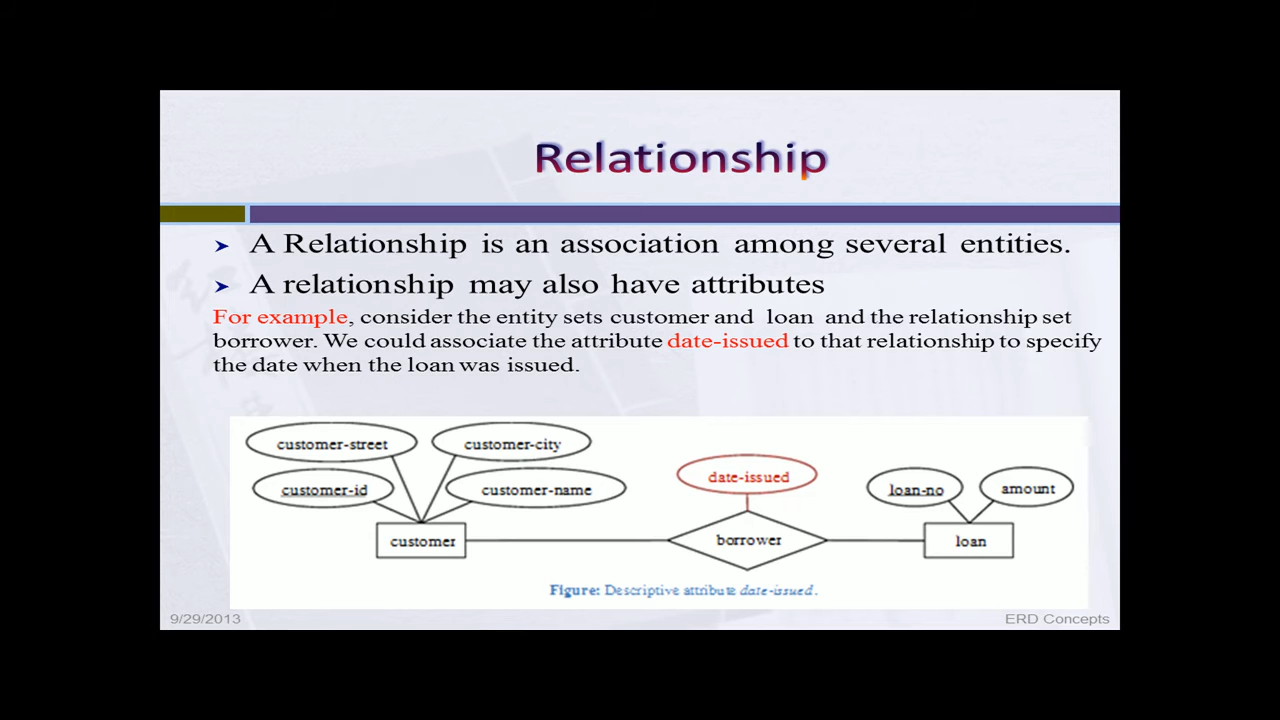 Relationship
A Relationship is an association among several entities.
A relationship may also have attributes
For example, consider the entity sets customer and loan and the relationship set
borrower. We could associate the attribute date-issued to that relationship to specify
the date when the loan was issued.
customer-street customer-city
customer-id customer-name
date-issued
loan-no amount
customer borrower loan
Figure: Descriptive attribute date-issued.
9/29/2013 ERD Concepts